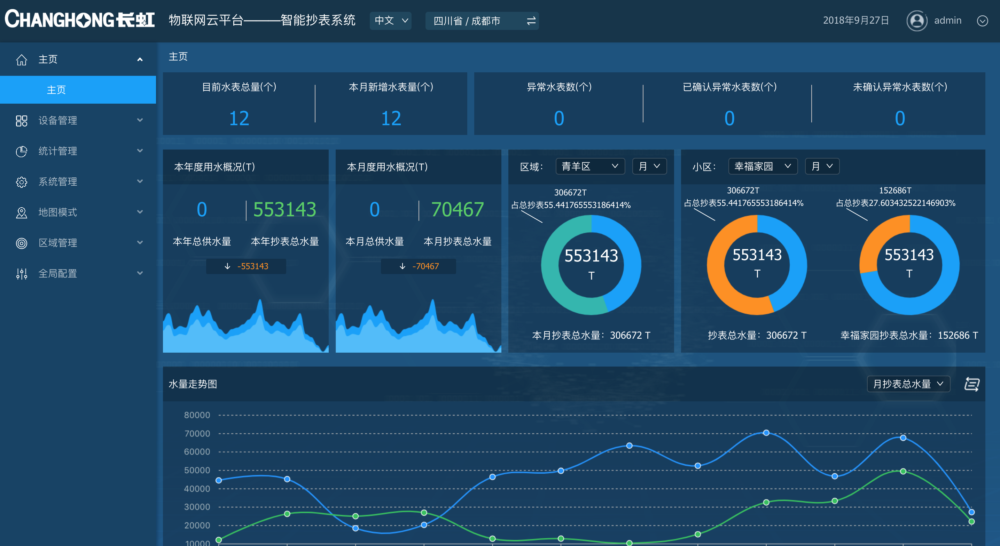 CHANGHONG长虹
物联网云平台———智能抄表系统
中文
四川省 / 成都市
2018年9月27日
admin
主页
主页
设备管理
统计管理
系统管理
地图模式
区域管理
全局配置
主页
目前水表总量(个)
12
本月新增水表量(个)
12
异常水表数(个)
0
已确认异常水表数(个)
0
未确认异常水表数(个)
0
本年度用水概况(T)
0
553143
本年总供水量
本年抄表总水量
-553143
本月度用水概况(T)
0
70467
本月总供水量
本月抄表总水量
-70467
区域：
青羊区
月
306672T
占总抄表55.441765553186414%
553143
T
本月抄表总水量：306672 T
小区：
幸福家园
月
306672T
占总抄表55.441765553186414%
553143
T
抄表总水量：306672 T
152686T
占总抄表27.603432522146903%
553143
T
幸福家园抄表总水量：152686 T
水量走势图
月抄表总水量
80000
70000
60000
50000
40000
30000
20000
10000